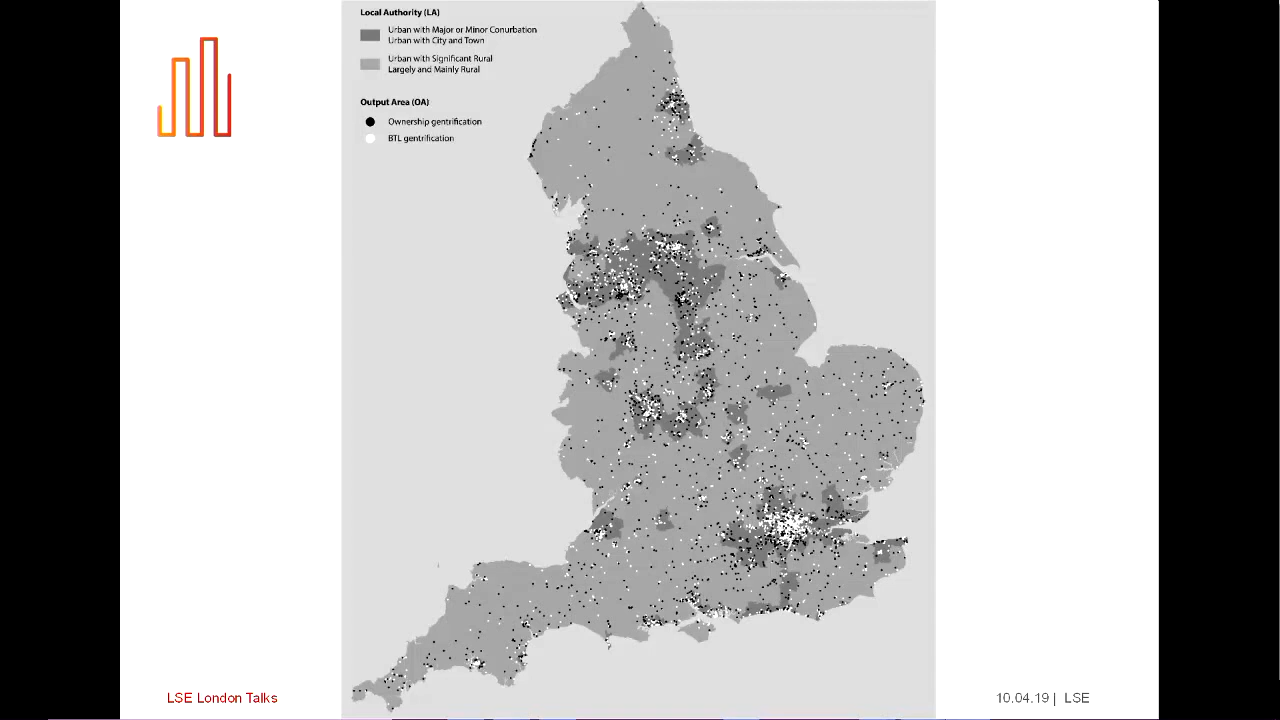 Local Authority (LA)
Urban with Major or Minor Conurbation
Urban with City and Town
Urban with Significant Rural
Largely and Mainly Rural
Output Area (OA)
Ownership gentrification
BTL gentrification
LSE London Talks
10.04.19 | LSE